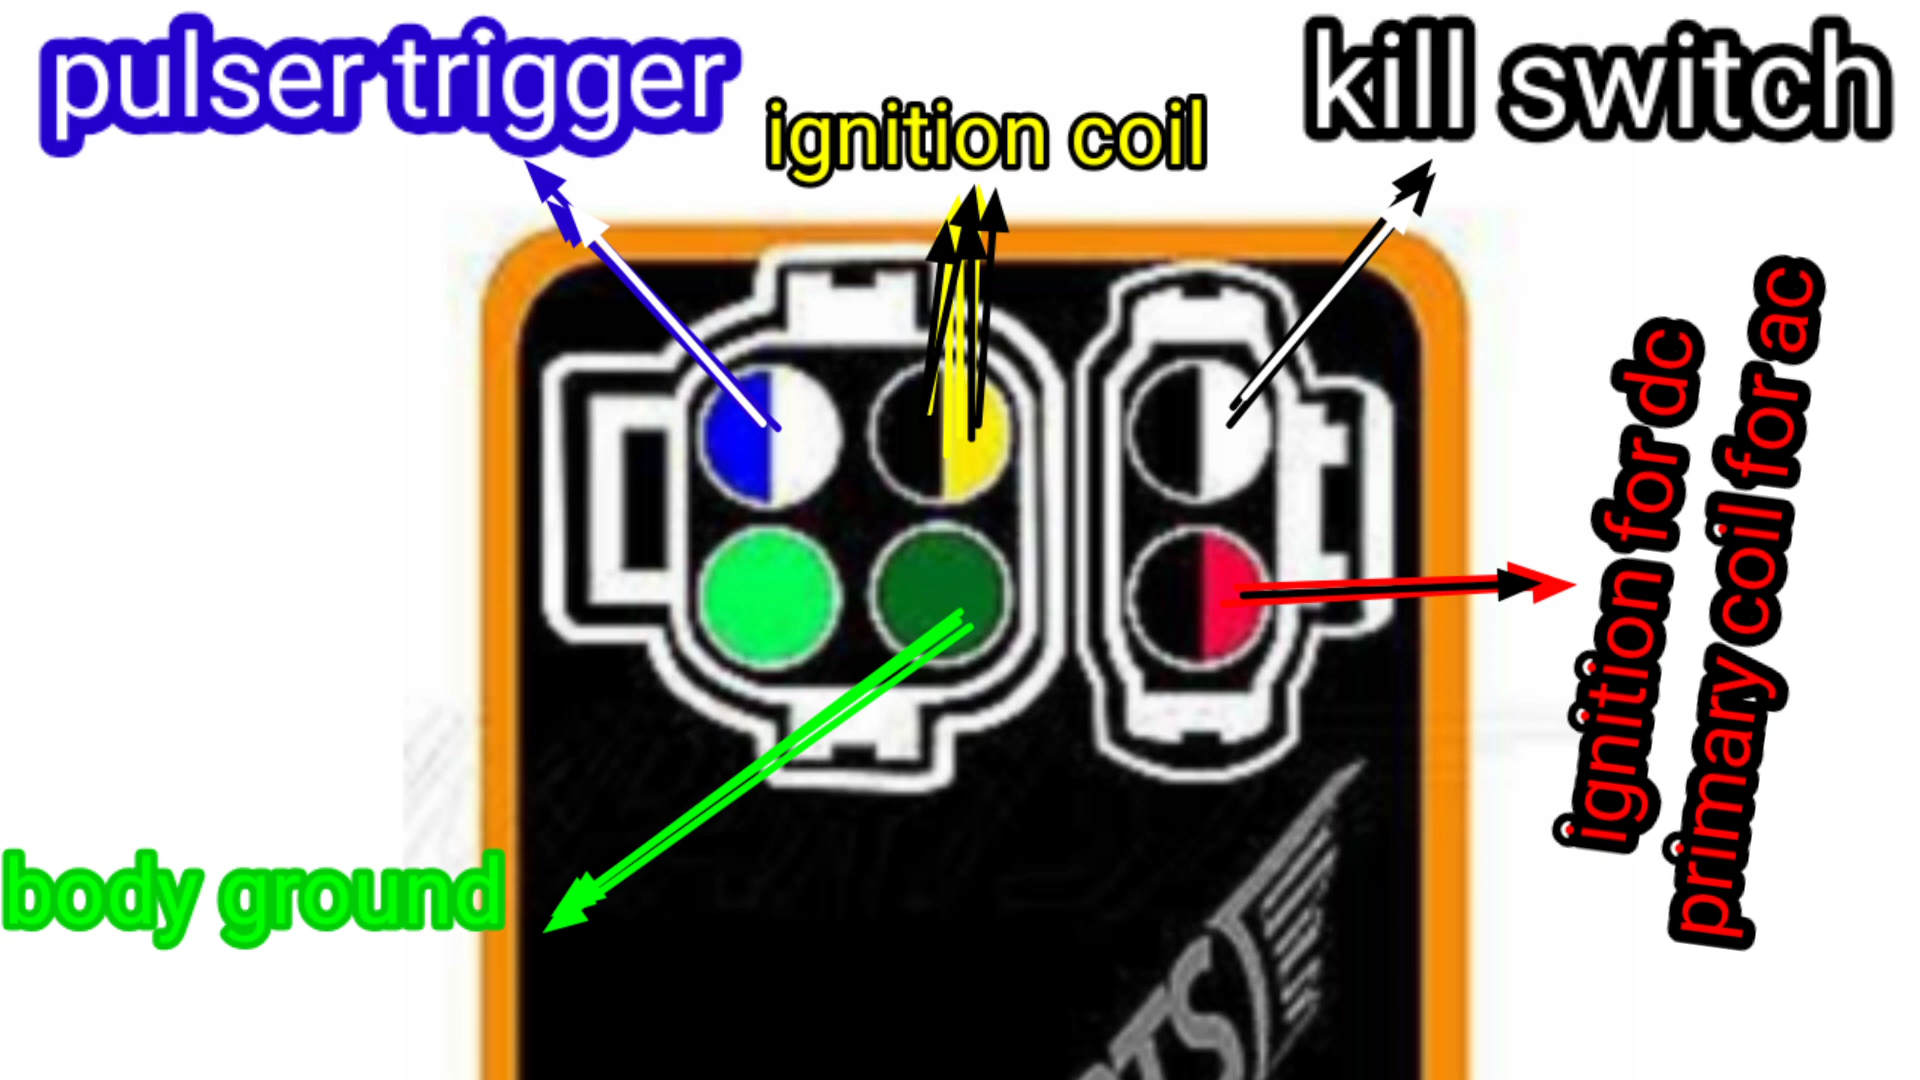 pulser trigger
ignition coil
kill switch
ignition for dc
primary coil for ac
body ground